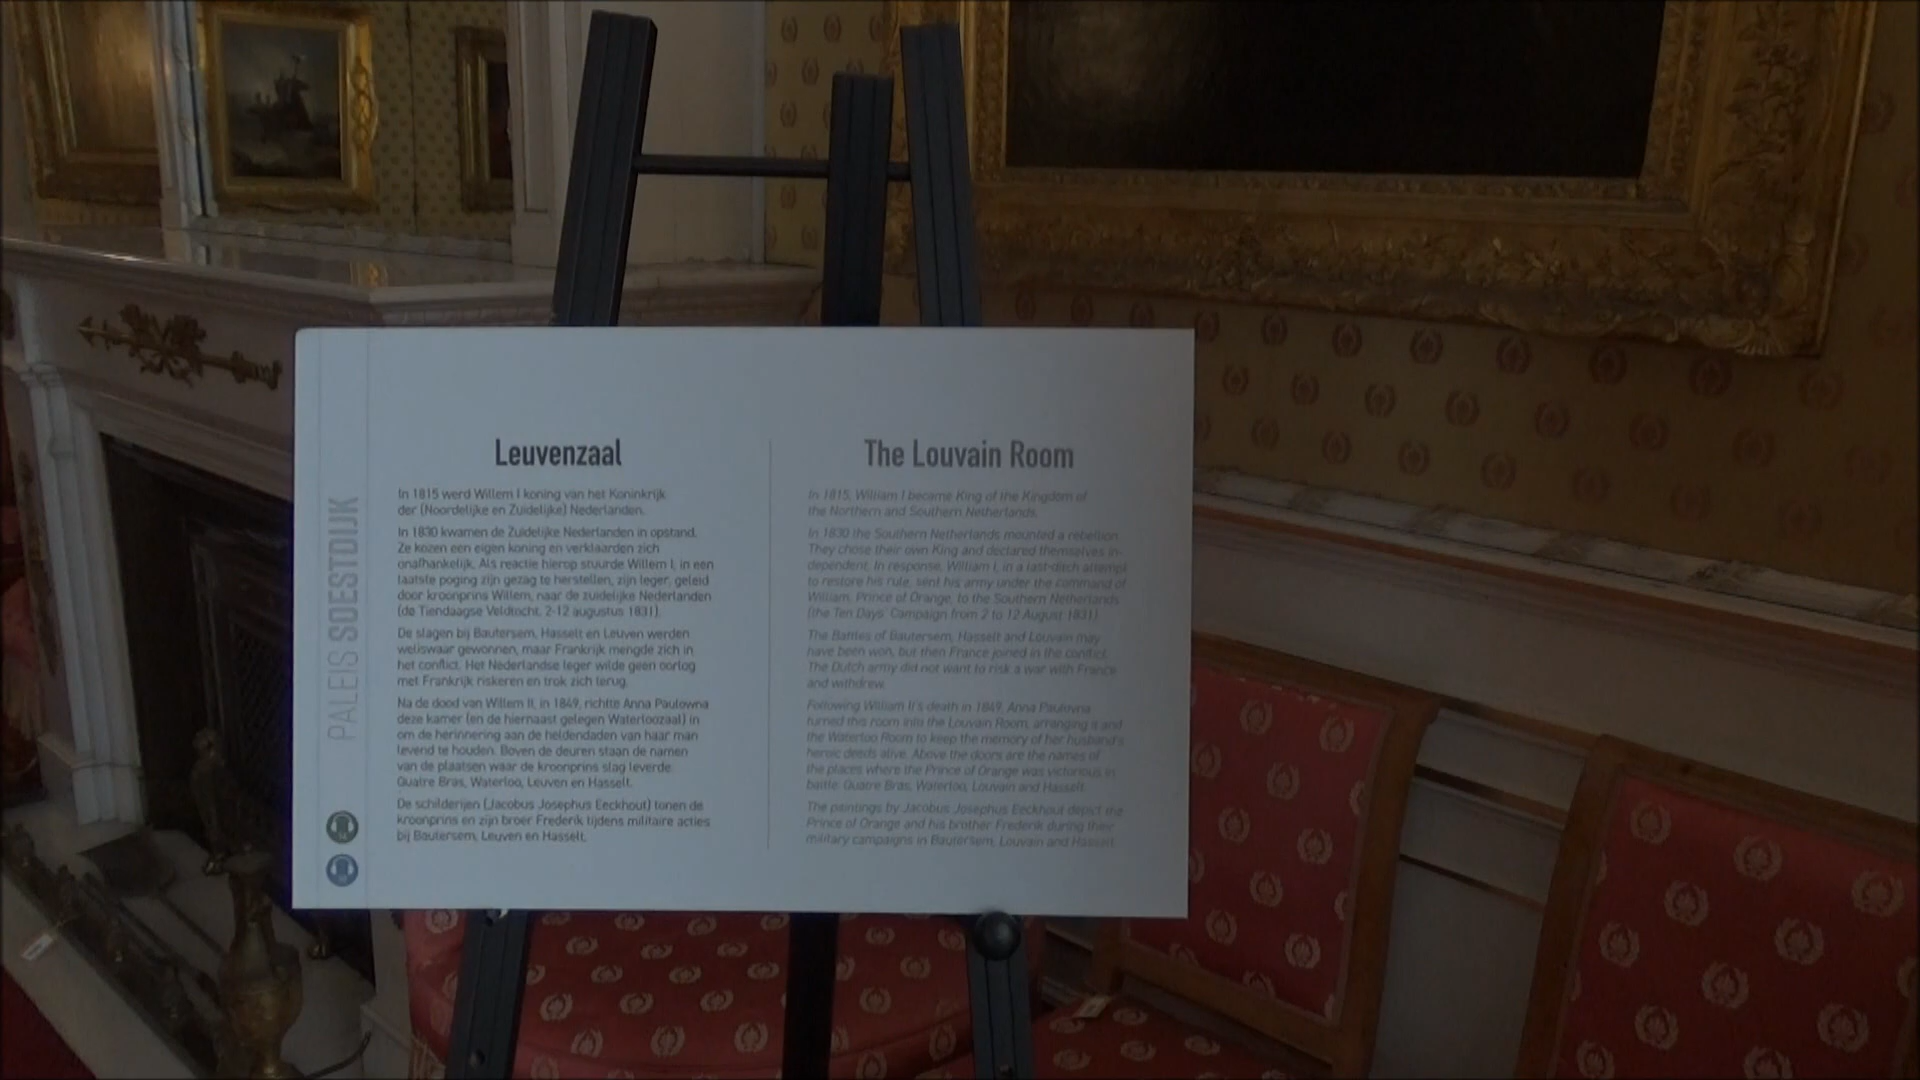 PALEIS SOESTDIJK
Leuvenzaal
In 1815 werd Willem I koning van het Koninkrijk
der (Noordelijke en Zuidelijke) Nederlanden.
In 1830 kwamen de Zuidelijke Nederlanden in opstand.
Ze kozen een eigen koning en verklaarden zich
onafhankelijk. Als reactie hierop stuurde Willem I, in een
laatste poging zijn gezag te herstellen, zijn leger, geleid
door kroonprins Willem, naar de zuidelijke Nederlanden
(de Tiendaagse Veldtocht, 2-12 augustus 1831).
De slagen bij Bautersem, Hasselt en Leuven werden
weliswaar gewonnen, maar Frankrijk mengde zich in
het conflict. Het Nederlandse leger wilde geen oorlog
met Frankrijk riskeren en trok zich terug.
Na de dood van Willem II, in 1849, richtte Anna Paulowna
deze kamer (en de hiernaast gelegen Waterloozaal) in
om de herinnering aan de heldendaden van haar man
levend te houden. Boven de deuren staan de namen
van de plaatsen waar de kroonprins slag leverde:
Quatre Bras, Waterloo, Leuven en Hasselt.
De schilderijen (Jacobus Josephus Eeckhout) tonen de
kroonprins en zijn broer Frederik tijdens militaire acties
bij Bautersem, Leuven en Hasselt.
The Louvain Room
In 1815, William I became King of the Kingdom of
the Northern and Southern Netherlands.
In 1830 the Southern Netherlands mounted a rebellion.
They chose their own King and declared themselves in-
dependent. In response, William I, in a last-ditch attempt
to restore his rule, sent his army under the command of
William, Prince of Orange, to the Southern Netherlands
(the Ten Days' Campaign from 2 to 12 August 1831).
The Battles of Bautersem, Hasselt and Louvain may
have been won, but then France joined in the conflict.
The Dutch army did not want to risk a war with France
and withdrew.
Following William II's death in 1849, Anna Paulovna
turned this room into the Louvain Room, arranging it and
the Waterloo Room to keep the memory of her husband's
heroic deeds alive. Above the doors are the names of
the places where the Prince of Orange was victorious in
battle: Quatre Bras, Waterloo, Louvain and Hasselt.
The paintings by Jacobus Josephus Eeckhout depict the
Prince of Orange and his brother Frederik during their
military campaigns in Bautersem, Louvain and Hasselt.